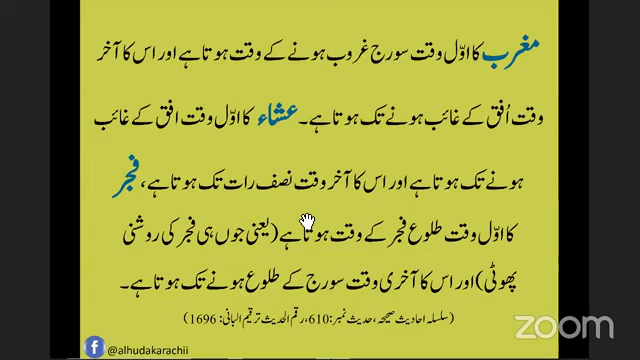 مغرب کا اوّل وقت سورج غروب ہونے کے وقت ہوتا ہے اور اس کا آخر
وقت اُفق کے غائب ہونے تک ہوتا ہے۔ عشاء کا اوّل وقت افق کے غائب
ہونے تک ہوتا ہے اور اس کا آخر وقت نصف رات تک ہوتا ہے، فجر
کا اوّل وقت طلوع فجر کے وقت ہوتا ہے (یعنی جوں ہی فجر کی روشنی
پھوٹی) اور اس کا آخری وقت سورج کے طلوع ہونے تک ہوتا ہے۔
(سلسلہ احادیث صحیحہ، حدیث نمبر: 610، رقم الحدیث ترقیم البانی: 1696)
zoom
f @alhudakarachii